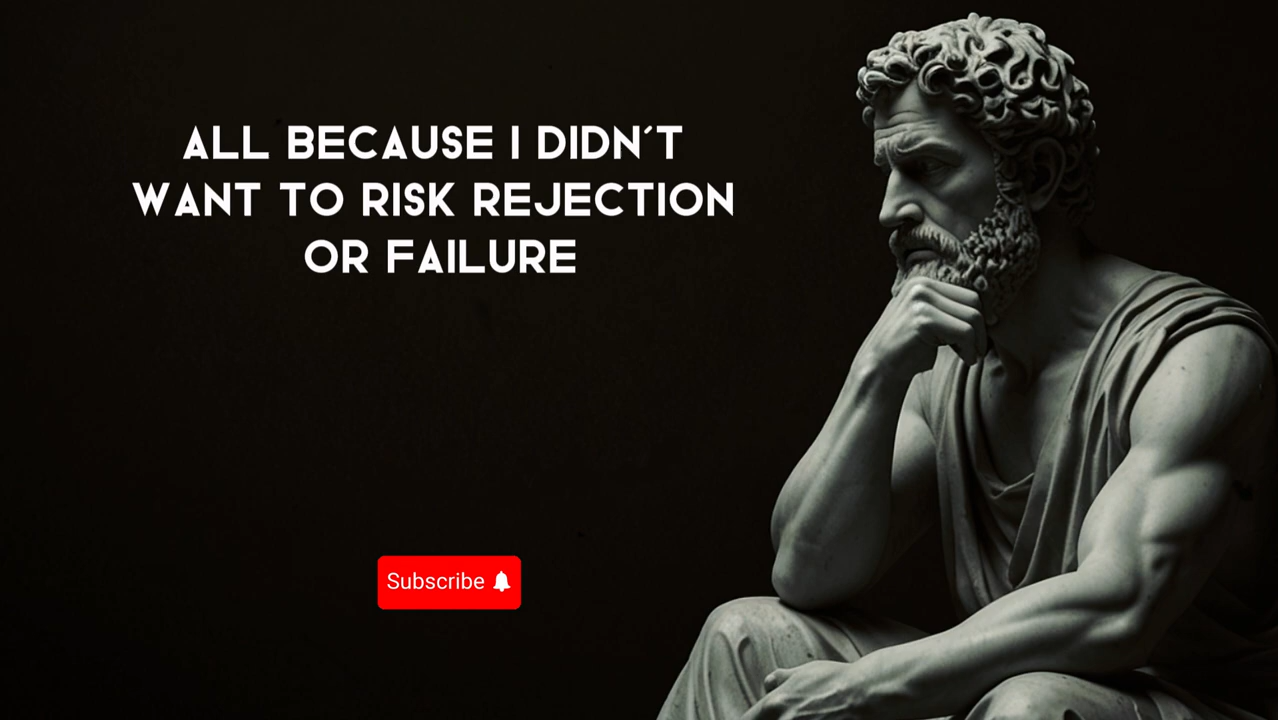 ALL BECAUSE I DIDN´T
WANT TO RISK REJECTION
OR FAILURE
Subscribe